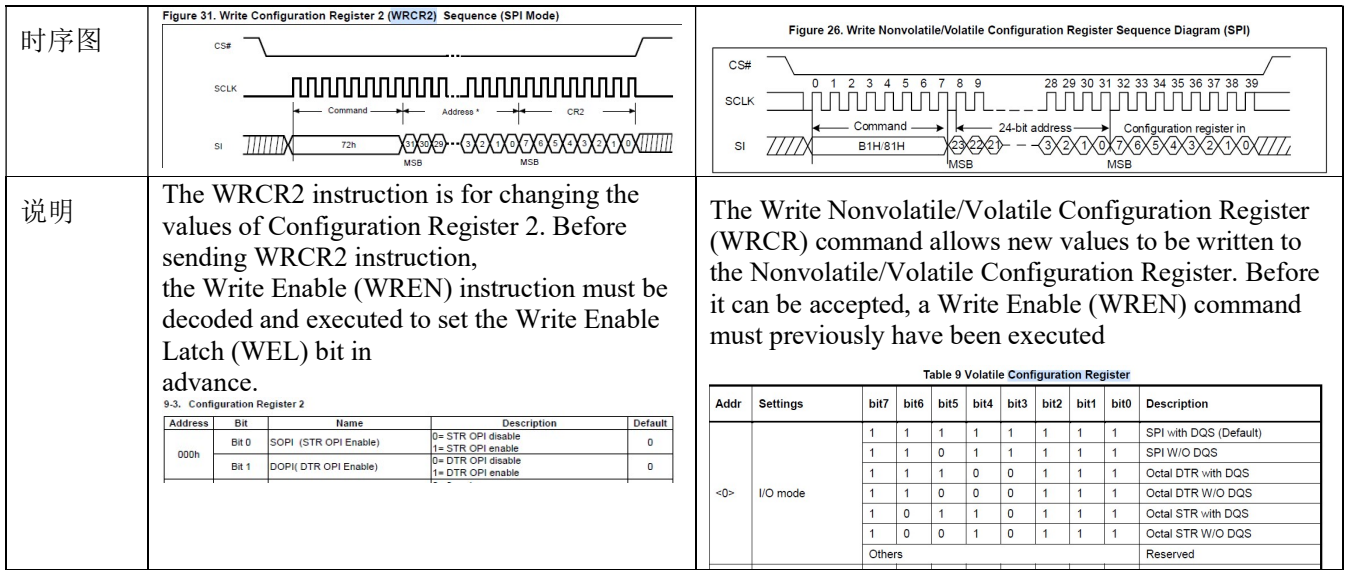 时序图
Figure 31. Write Configuration Register 2 (WRCR2) Sequence (SPI Mode)
CS#
SCLK
Command
Address *
CR2
SI
72h
31 30 29 3 2 1 0 7 6 5 4 3 2 1 0
MSB
MSB
Figure 26. Write Nonvolatile/Volatile Configuration Register Sequence Diagram (SPI)
CS#
0 1 2 3 4 5 6 7 8 9 28 29 30 31 32 33 34 35 36 37 38 39
SCLK
Command
24-bit address
Configuration register in
SI
B1H/81H
23 22 21 3 2 1 0 7 6 5 4 3 2 1 0
MSB
MSB
说明
The WRCR2 instruction is for changing the
values of Configuration Register 2. Before
sending WRCR2 instruction,
the Write Enable (WREN) instruction must be
decoded and executed to set the Write Enable
Latch (WEL) bit in
advance.
9-3. Configuration Register 2
Address Bit Name Description Default
000h
Bit 0 SOPI (STR OPI Enable) 0= STR OPI disable
1= STR OPI enable 0
Bit 1 DOPI( DTR OPI Enable) 0= DTR OPI disable
1= DTR OPI enable 0
The Write Nonvolatile/Volatile Configuration Register
(WRCR) command allows new values to be written to
the Nonvolatile/Volatile Configuration Register. Before
it can be accepted, a Write Enable (WREN) command
must previously have been executed
Table 9 Volatile Configuration Register
Addr Settings bit7 bit6 bit5 bit4 bit3 bit2 bit1 bit0 Description
<0> I/O mode
1 1 1 1 1 1 1 1 SPI with DQS (Default)
1 1 0 1 1 1 1 1 SPI W/O DQS
1 1 1 0 0 1 1 1 Octal DTR with DQS
1 1 0 0 0 1 1 1 Octal DTR W/O DQS
1 0 1 1 0 1 1 1 Octal STR with DQS
1 0 0 1 0 1 1 1 Octal STR W/O DQS
Others Reserved